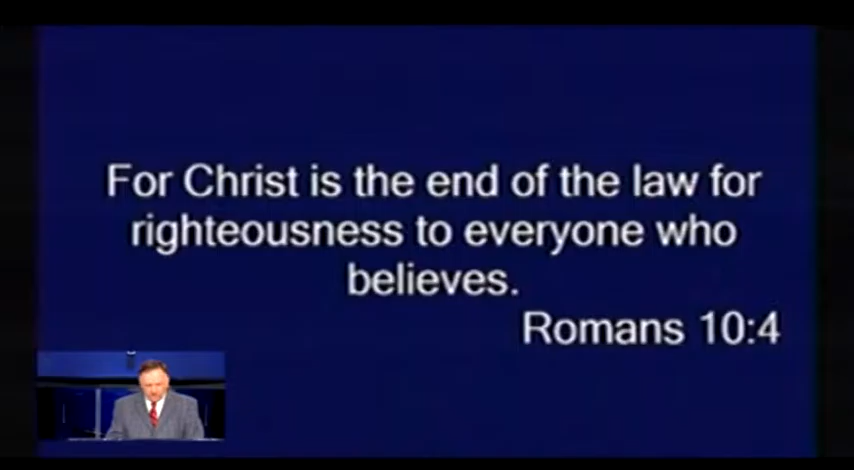 For Christ is the end of the law for
righteousness to everyone who
believes.
Romans 10:4